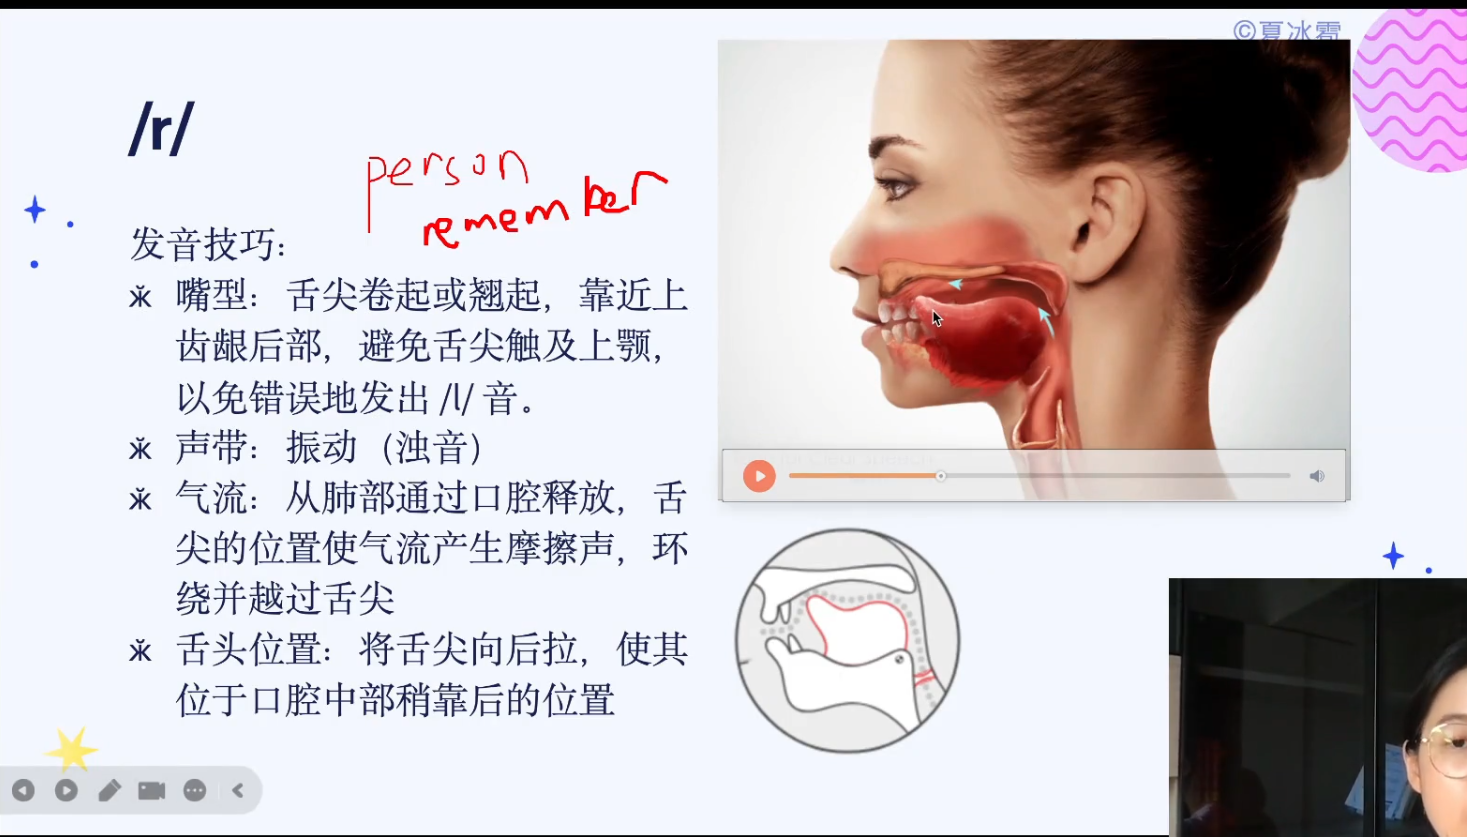 ©夏冰雹
/r/
person
remember
发音技巧：
嘴型：舌尖卷起或翘起，靠近上
齿龈后部，避免舌尖触及上颚，
以免错误地发出 /l/ 音。
声带：振动（浊音）
气流：从肺部通过口腔释放，舌
尖的位置使气流产生摩擦声，环
绕并越过舌尖
舌头位置：将舌尖向后拉，使其
位于口腔中部稍靠后的位置